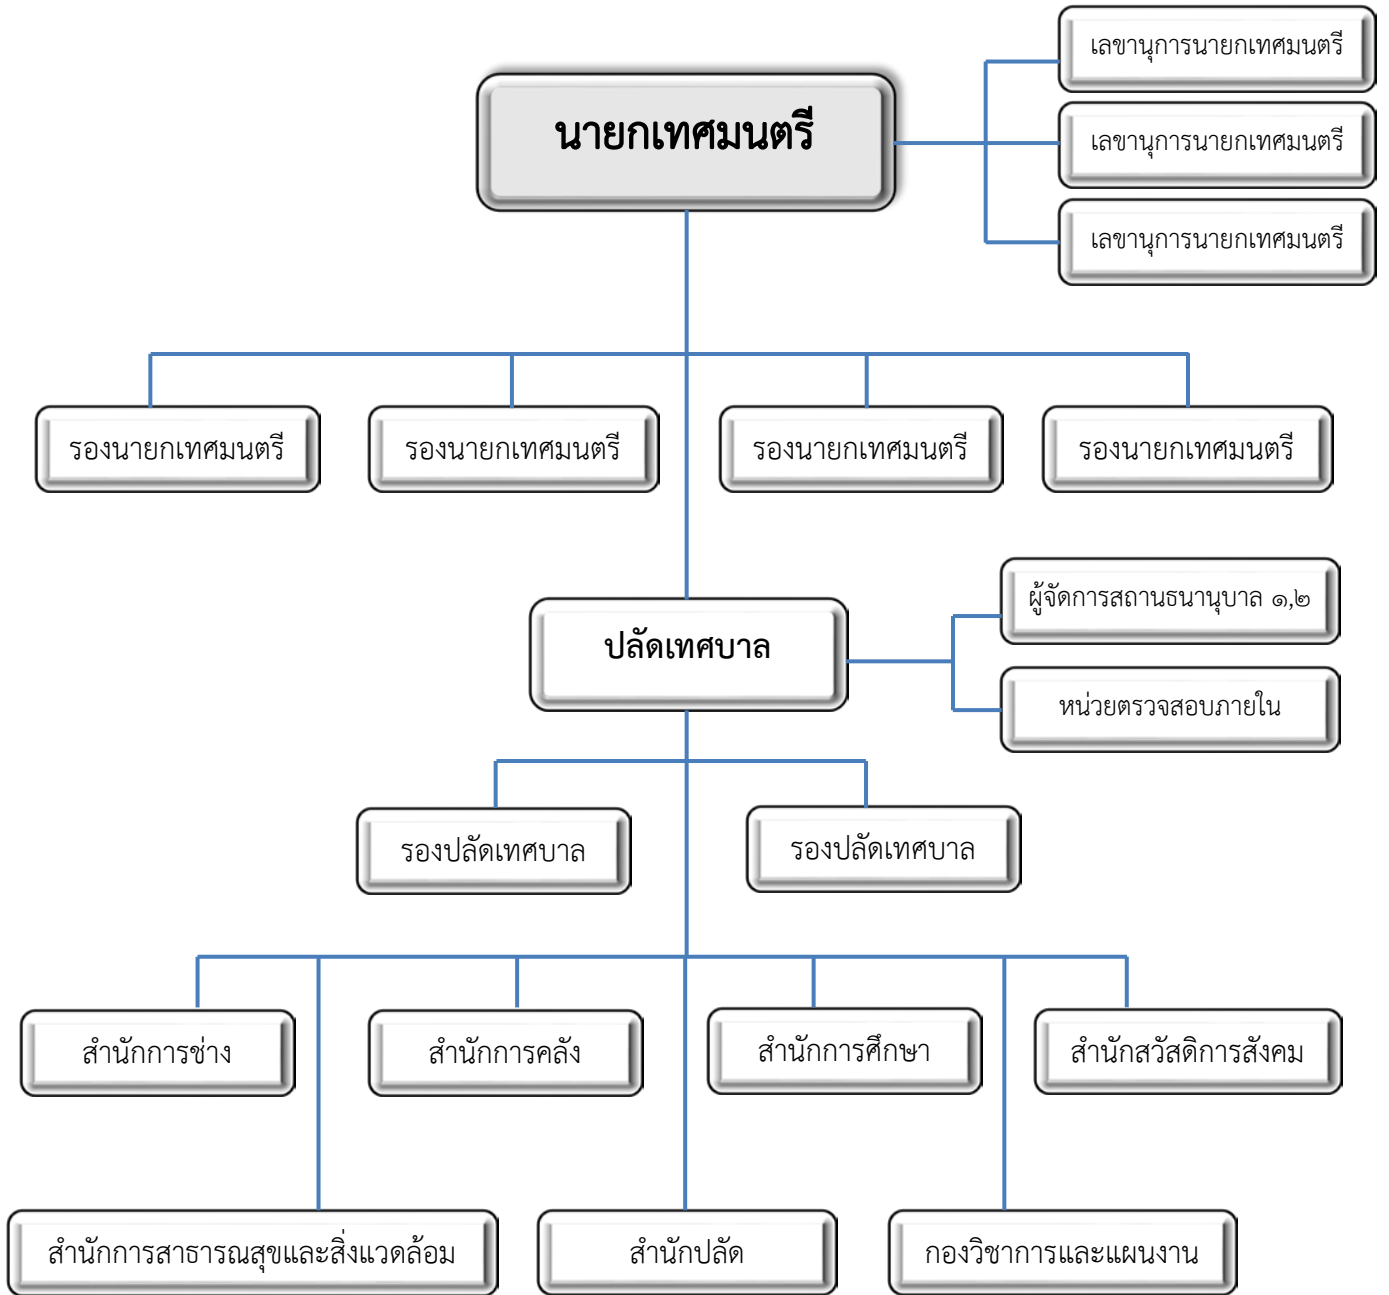 เลขานุการนายกเทศมนตรี
นายกเทศมนตรี
เลขานุการนายกเทศมนตรี
เลขานุการนายกเทศมนตรี
รองนายกเทศมนตรี
รองนายกเทศมนตรี
รองนายกเทศมนตรี
รองนายกเทศมนตรี
ผู้จัดการสถานธนานุบาล ๑,๒
ปลัดเทศบาล
หน่วยตรวจสอบภายใน
รองปลัดเทศบาล
รองปลัดเทศบาล
สำนักการช่าง
สำนักการคลัง
สำนักการศึกษา
สำนักสวัสดิการสังคม
สำนักการสาธารณสุขและสิ่งแวดล้อม
สำนักปลัด
กองวิชาการและแผนงาน